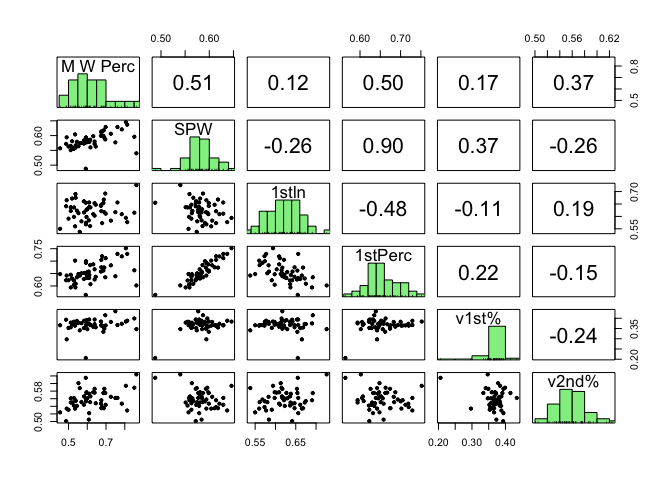 0.50 0.60 0.60 0.70 0.50 0.56 0.62
M W Perc 0.51 0.12 0.50 0.17 0.37 0.5 0.8
0.50 0.60 SPW -0.26 0.90 0.37 -0.26
1stIn -0.48 -0.11 0.19 0.55 0.70
0.60 0.75 1stPerc 0.22 -0.15
v1st% -0.24 0.20 0.35
0.50 0.58 v2nd%
0.5 0.7 0.55 0.65 0.20 0.30 0.40